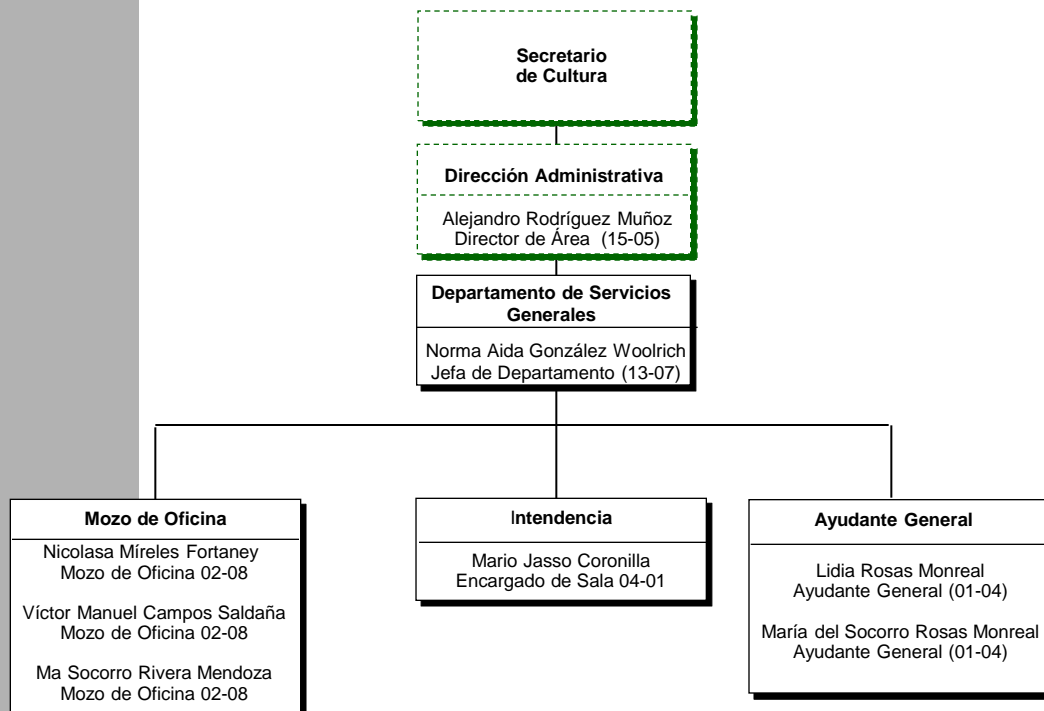 Secretario
de Cultura
Dirección Administrativa
Alejandro Rodríguez Muñoz
Director de Área (15-05)
Departamento de Servicios
Generales
Norma Aida González Woolrich
Jefa de Departamento (13-07)
Mozo de Oficina
Nicolasa Míreles Fortaney
Mozo de Oficina 02-08
Víctor Manuel Campos Saldaña
Mozo de Oficina 02-08
Ma Socorro Rivera Mendoza
Mozo de Oficina 02-08
Intendencia
Mario Jasso Coronilla
Encargado de Sala 04-01
Ayudante General
Lidia Rosas Monreal
Ayudante General (01-04)
María del Socorro Rosas Monreal
Ayudante General (01-04)